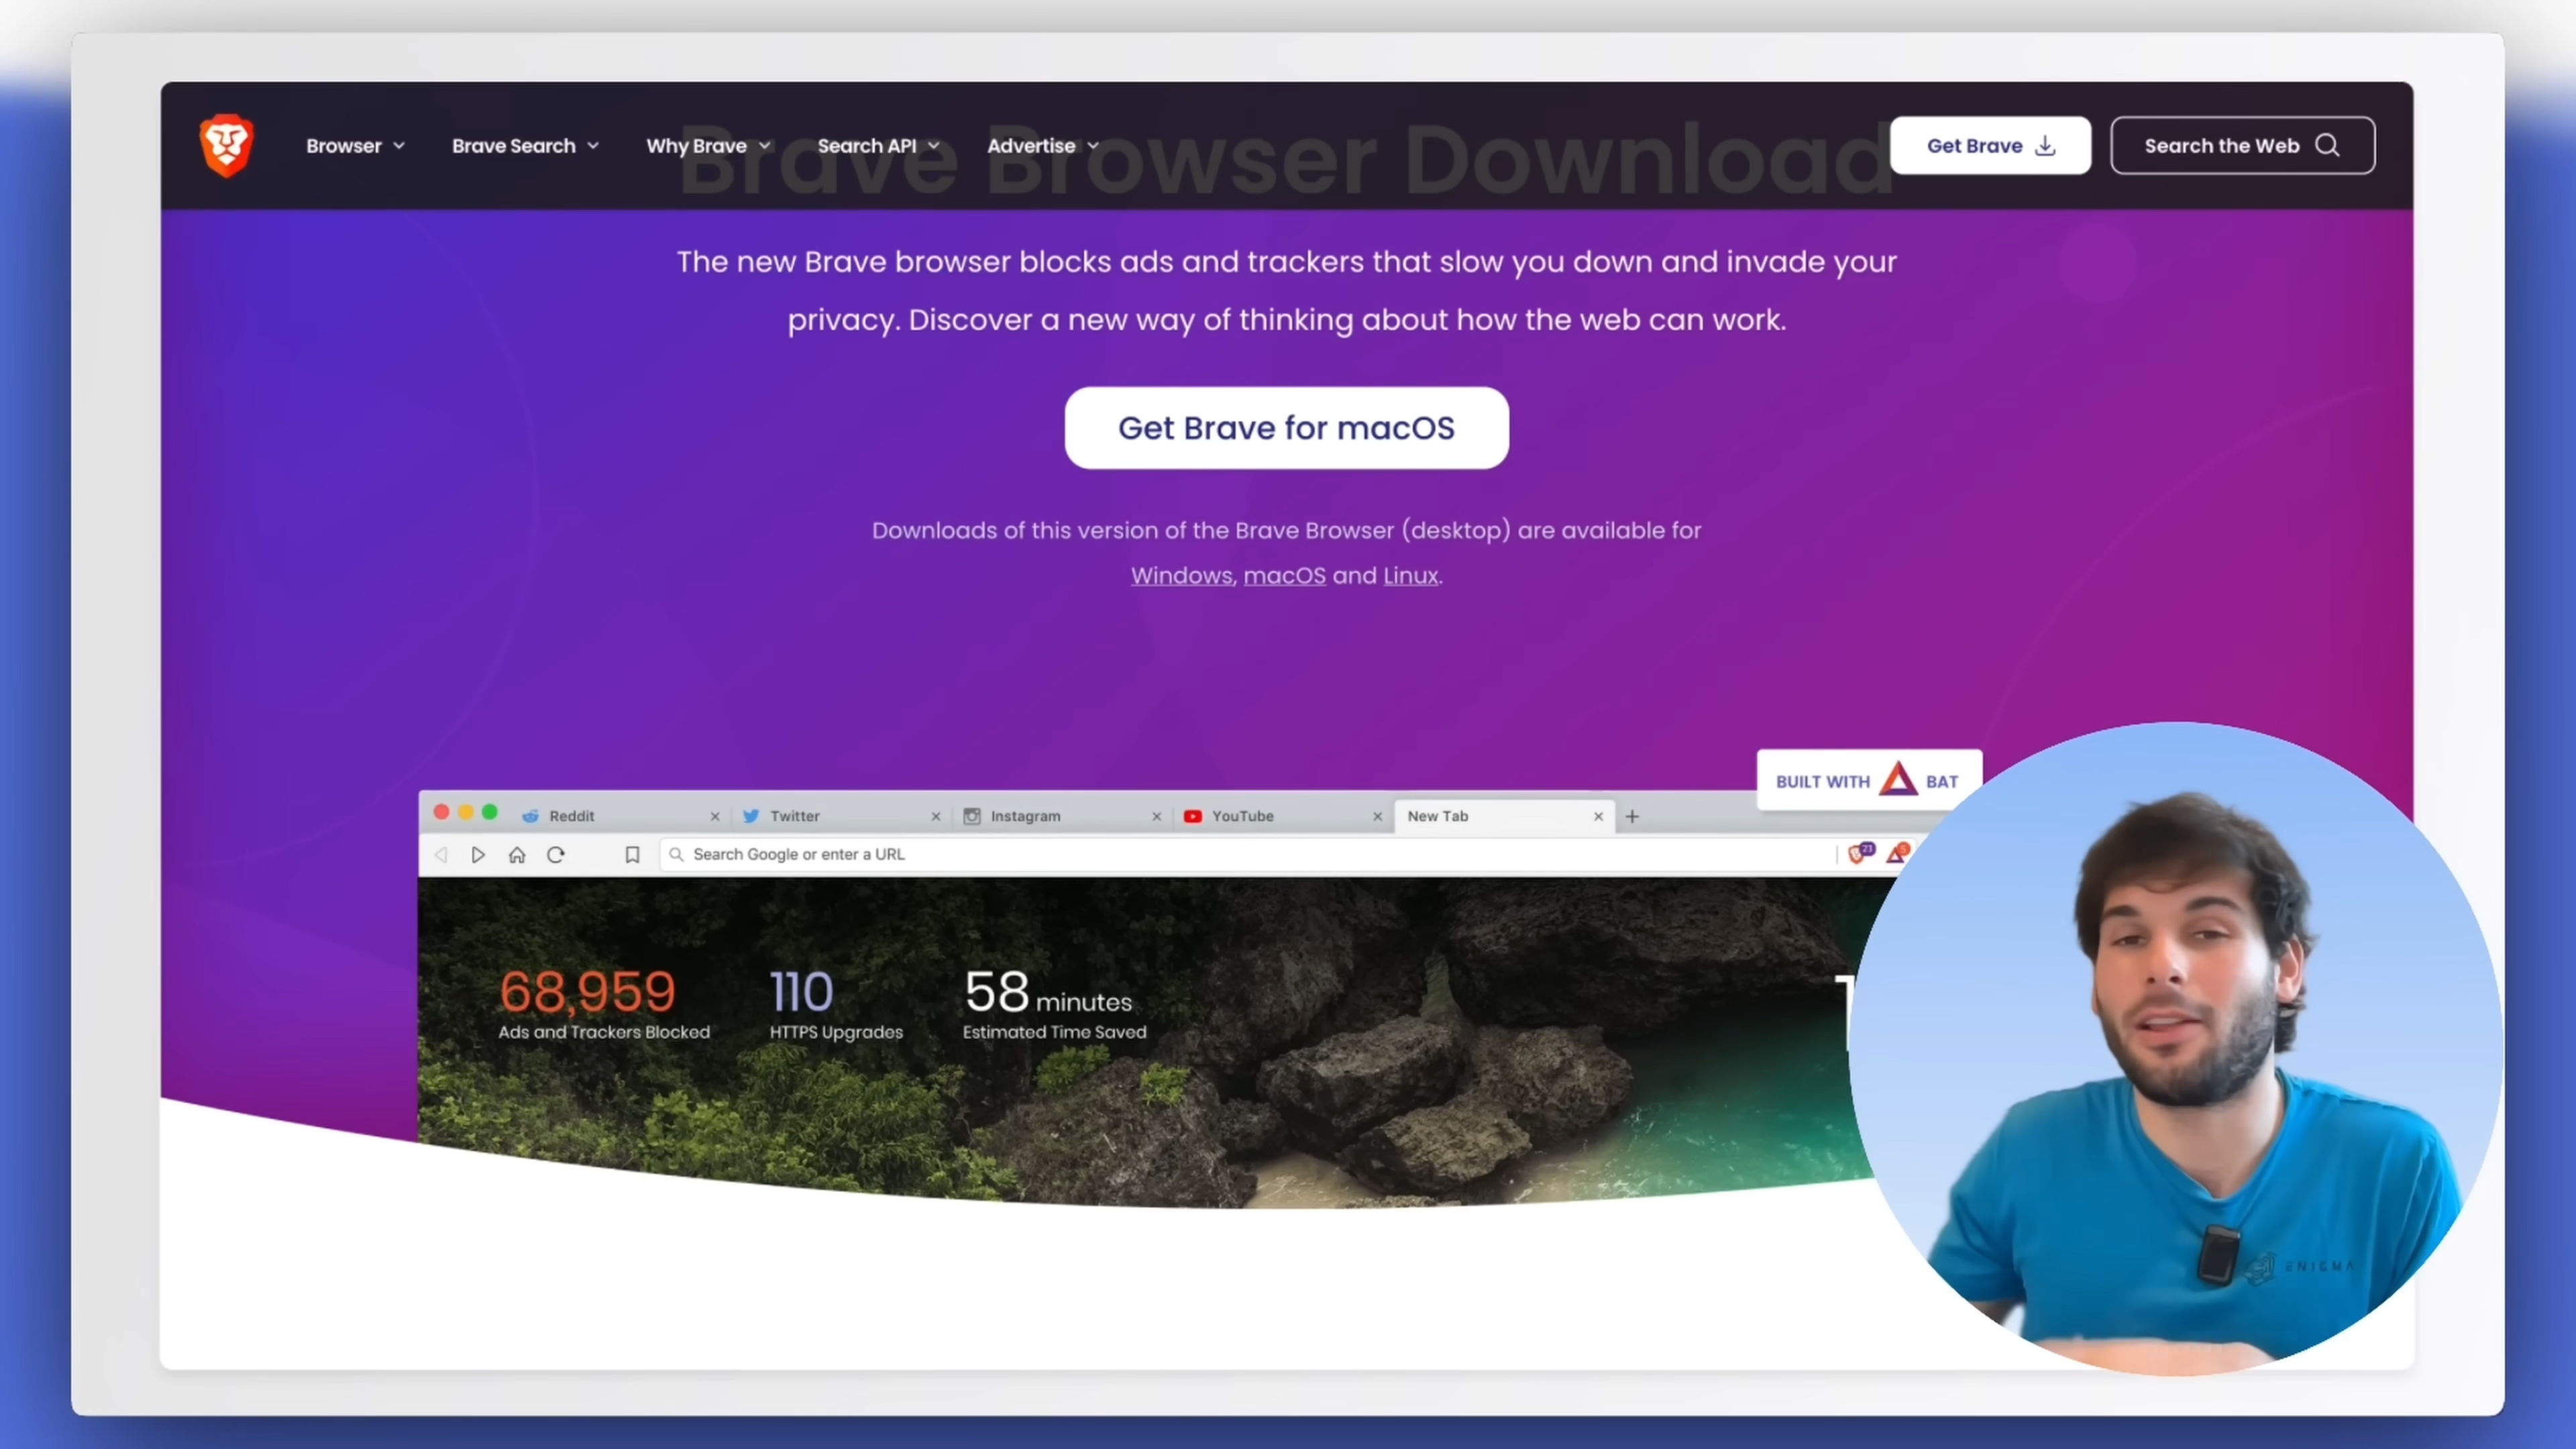 Browser
Brave Search
Why Brave
Search API
Advertise
Get Brave
Search the Web
Brave Browser Download
The new Brave browser blocks ads and trackers that slow you down and invade your
privacy. Discover a new way of thinking about how the web can work.
Get Brave for macOS
Downloads of this version of the Brave Browser (desktop) are available for
Windows, macOS and Linux.
BUILT WITH BAT
Reddit
Twitter
Instagram
YouTube
New Tab
Search Google or enter a URL
23
5
68,959
Ads and Trackers Blocked
110
HTTPS Upgrades
58 minutes
Estimated Time Saved
ENIGMA